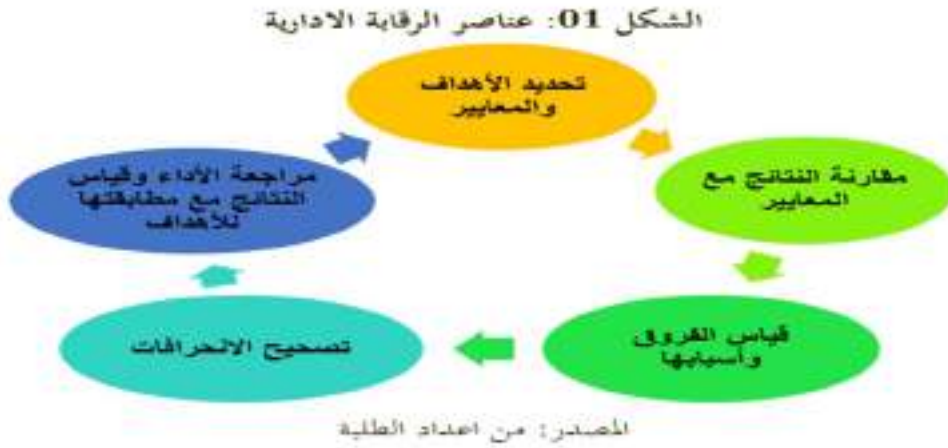 الشكل 01: عناصر الرقابة الادارية
تحديد الأهداف
والمعايير
مقارنة النتائج مع
المعايير
قياس الفروق
وأسبابها
تصحيح الانحرافات
مراجعة الأداء وقياس
النتائج مع مطابقتها
للأهداف
المصدر: من اعداد الطلبة